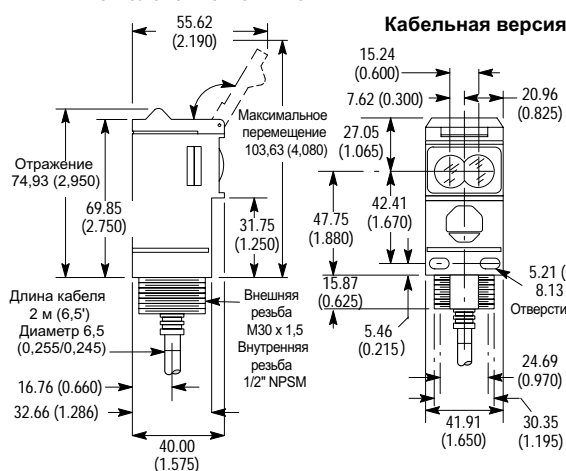 55.62
(2.190)
Кабельная версия
15.24
(0.600)
7.62 (0.300)
20.96
(0.825)
27.05
(1.065)
Максимальное
перемещение
103,63 (4,080)
Отражение
74,93 (2,950)
69.85
(2.750)
31.75
(1.250)
47.75
(1.880)
42.41
(1.670)
15.87
(0.625)
5.21 (
8.13
Отверсти
Длина кабеля
2 м (6,5')
Диаметр 6,5
(0,255/0,245)
Внешняя
резьба
M30 x 1,5
Внутренняя
резьба
1/2" NPSM
5.46
(0.215)
16.76 (0.660)
32.66 (1.286)
40.00
(1.575)
24.69
(0.970)
41.91
(1.650)
30.35
(1.195)